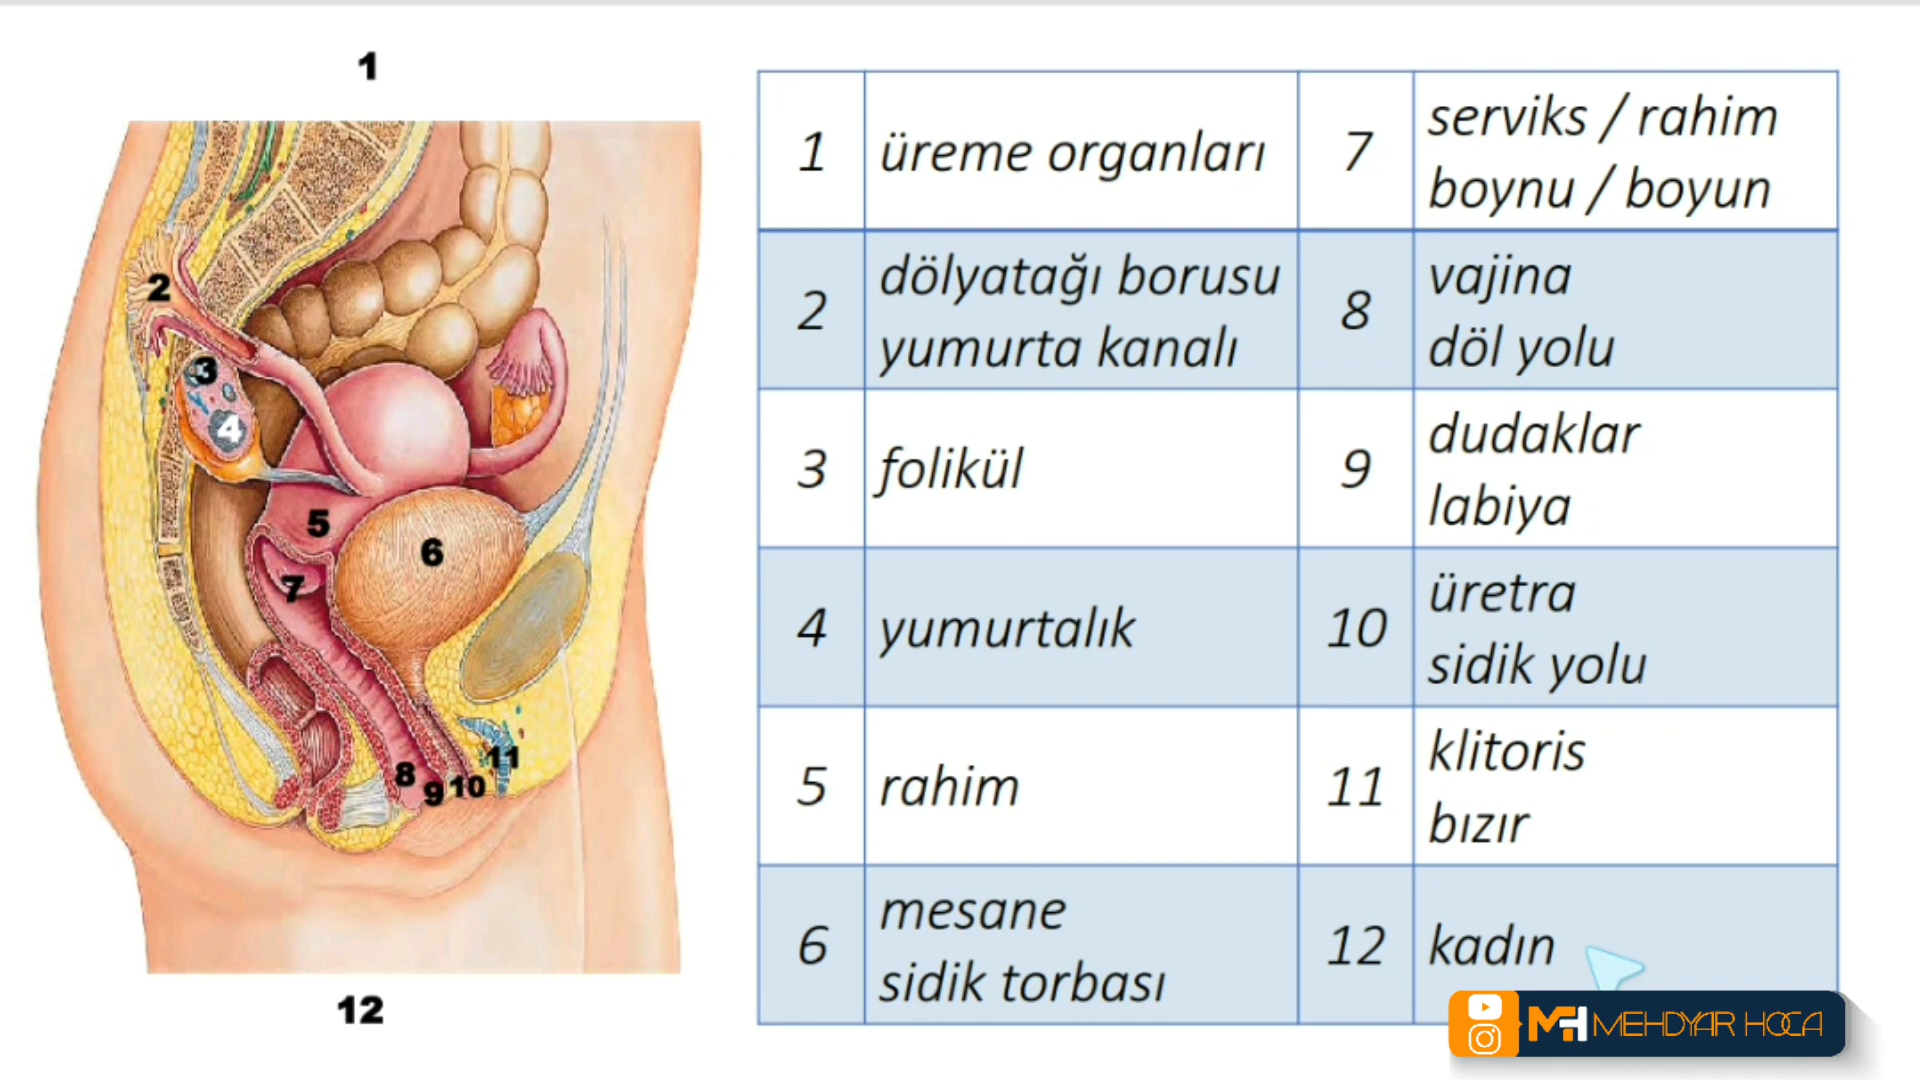 1
2
3
4
5
6
7
8
9
10
11
12
1
üreme organları
7
serviks / rahim
boynu / boyun
2
dölyatağı borusu
yumurta kanalı
8
vajina
döl yolu
3
folikül
9
dudaklar
labiya
4
yumurtalık
10
üretra
sidik yolu
5
rahim
11
klitoris
bızır
6
mesane
sidik torbası
12
kadın
MH MEHDYAR HOCA